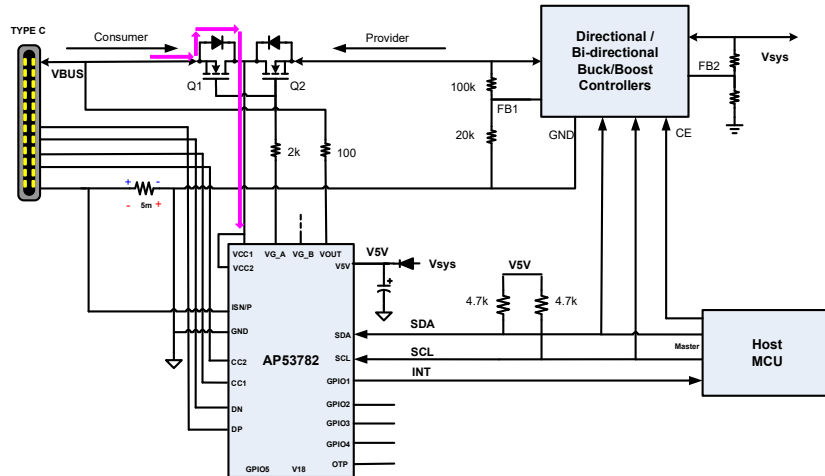 TYPE C
Consumer
Provider
Directional /
Bi-directional
Buck/Boost
Controllers
Vsys
VBUS
Q1
Q2
100k
FB1
FB2
20k
GND
CE
2k
100
+ -
5m
- +
VCC1
VG_A
VG_B
VOUT
VCC2
V5V
V5V
Vsys
V5V
4.7k
4.7k
ISN/P
GND
SDA
SDA
AP53782
Master
Host
MCU
CC2
SCL
SCL
CC1
GPIO1
INT
DN
GPIO2
DP
GPIO3
GPIO4
GPIO5
V18
OTP